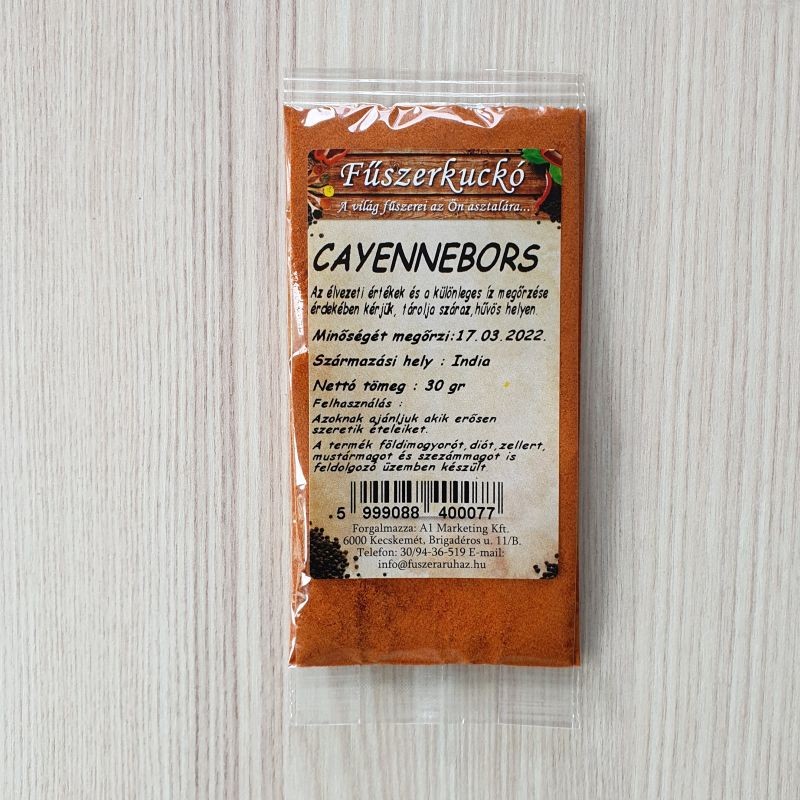 Fűszerkuckó
A világ fűszerei az Ön asztalára...
CAYENNEBORS
Az élvezeti értékek és a különleges íz megőrzése
érdekében kérjük, tárolja száraz,hűvös helyen.
Minőségét megőrzi:17.03.2022.
Származási hely : India
Nettó tömeg : 30 gr
Felhasználás :
Azoknak ajánljuk akik erősen
szeretik ételeiket.
A termék földimogyorót,diót,zellert,
mustármagot és szezámmagot is
feldolgozó üzemben készült.
5 999088 400077
Forgalmazza: A1 Marketing Kft.
6000 Kecskemét, Brigadéros u. 11/B.
Telefon: 30/94-36-519 E-mail:
info@fuszeraruhaz.hu